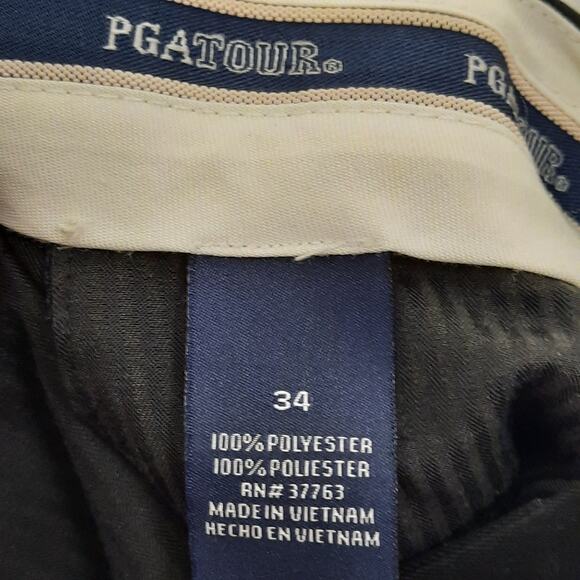 PGATOUR®
PGATOUR®
34
100% POLYESTER
100% POLIESTER
RN# 37763
MADE IN VIETNAM
HECHO EN VIETNAM